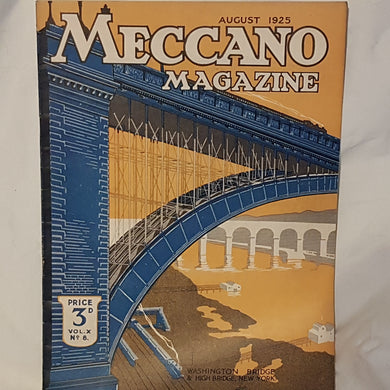 AUGUST 1925
MECCANO
MAGAZINE
PRICE
3D
VOL. X
No 8.
WASHINGTON BRIDGE
& HIGH BRIDGE, NEW YORK